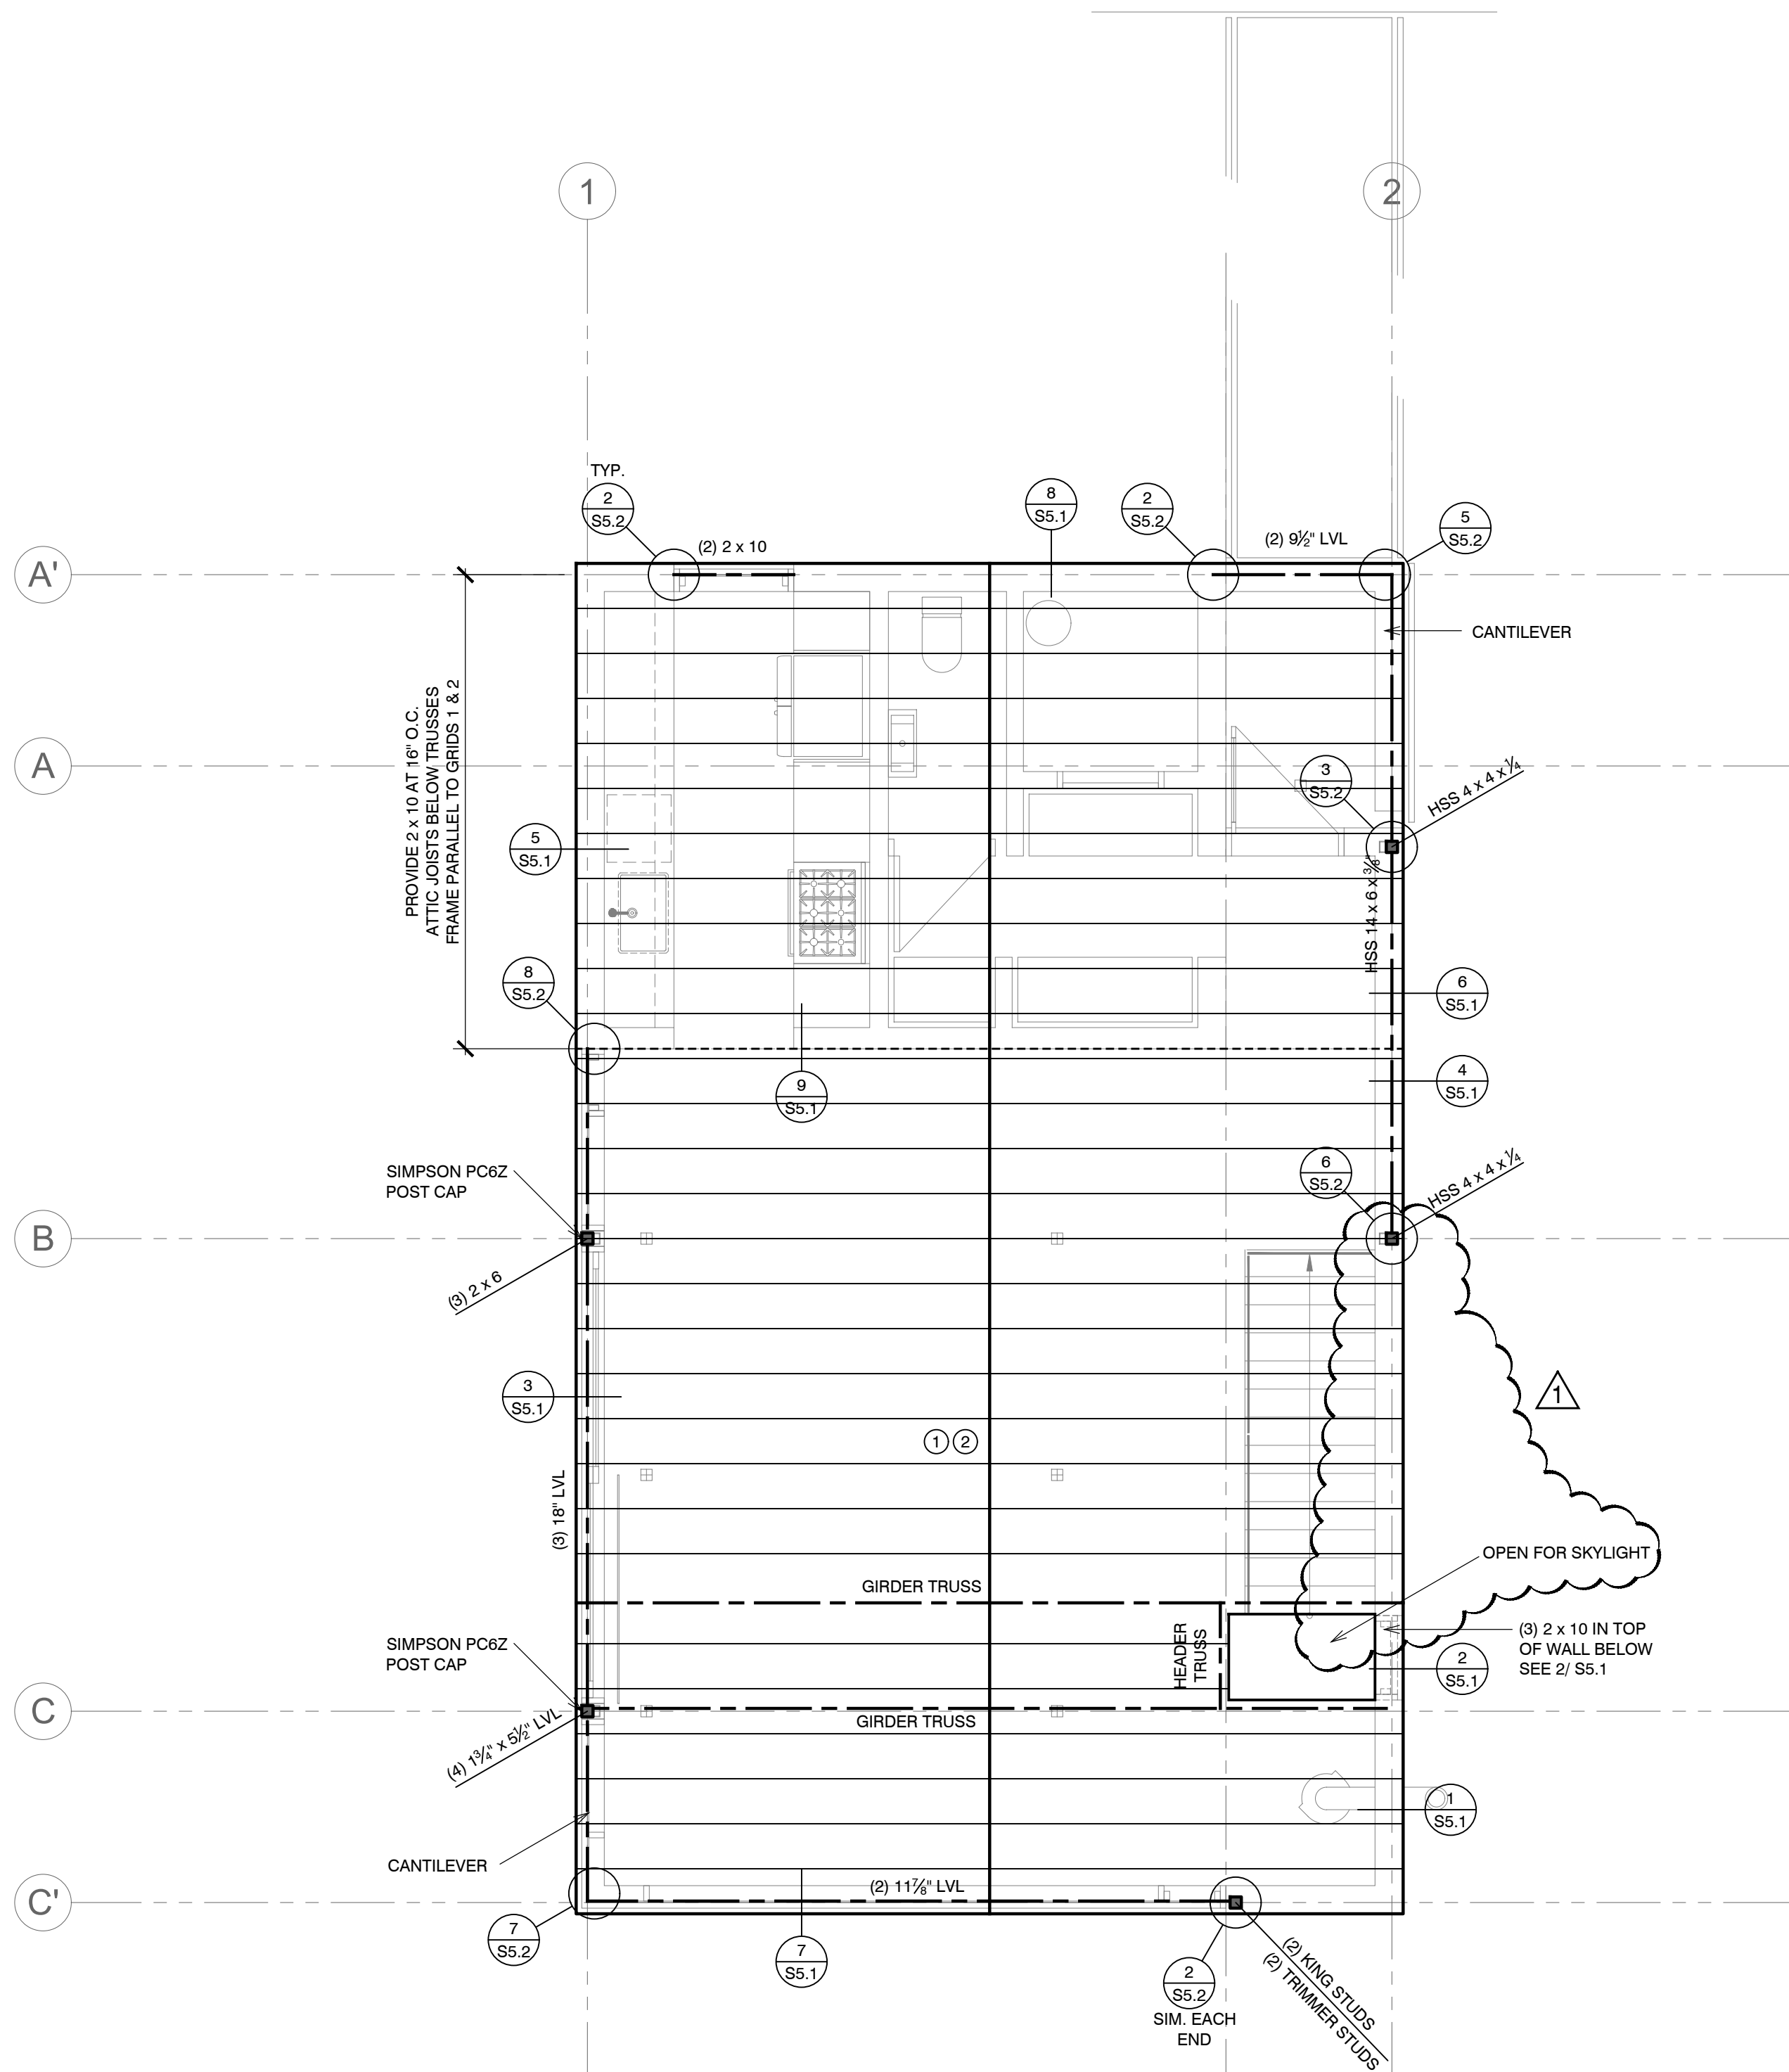 1
2
TYP.
2
S5.2
(2) 2 x 10
8
S5.1
2
S5.2
(2) 9½" LVL
5
S5.2
A'
CANTILEVER
PROVIDE 2 x 10 AT 16" O.C.
ATTIC JOISTS BELOW TRUSSES
FRAME PARALLEL TO GRIDS 1 & 2
A
3
S5.2
HSS 4 x 4 x ¼
5
S5.1
HSS 14 x 6 x ⅜"
8
S5.2
6
S5.1
9
S5.1
4
S5.1
SIMPSON PC6Z
POST CAP
6
S5.2
HSS 4 x 4 x ¼
B
(3) 2 x 6
3
S5.1
1
1 2
(3) 18" LVL
OPEN FOR SKYLIGHT
GIRDER TRUSS
SIMPSON PC6Z
POST CAP
HEADER
TRUSS
(3) 2 x 10 IN TOP
OF WALL BELOW
SEE 2/ S5.1
2
S5.1
C
GIRDER TRUSS
(4) 1¾" x 5½" LVL
1
S5.1
CANTILEVER
(2) 11⅞" LVL
C'
7
S5.2
7
S5.1
2
S5.2
SIM. EACH
END
(2) KING STUDS
(2) TRIMMER STUDS